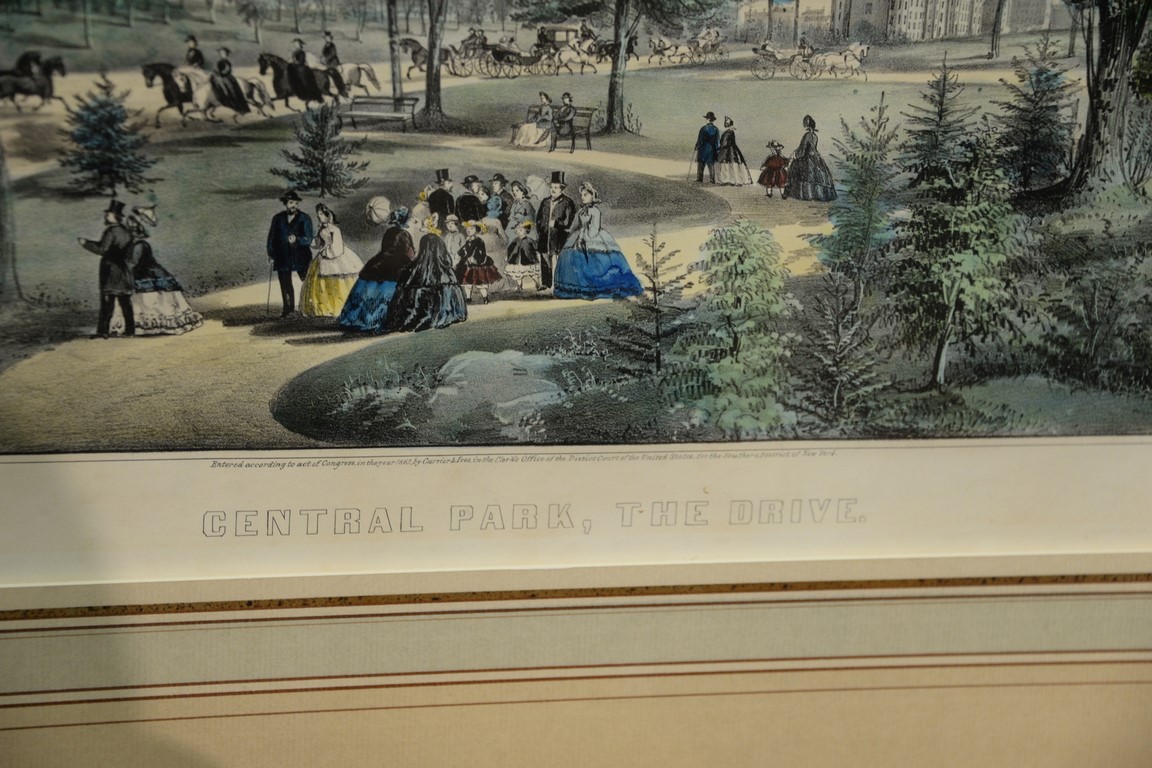 Entered according to act of Congress, in the year 1862, by Currier & Ives, in the Clerk's Office of the District Court of the United States, for the Southern District of New York.
CENTRAL PARK, THE DRIVE.